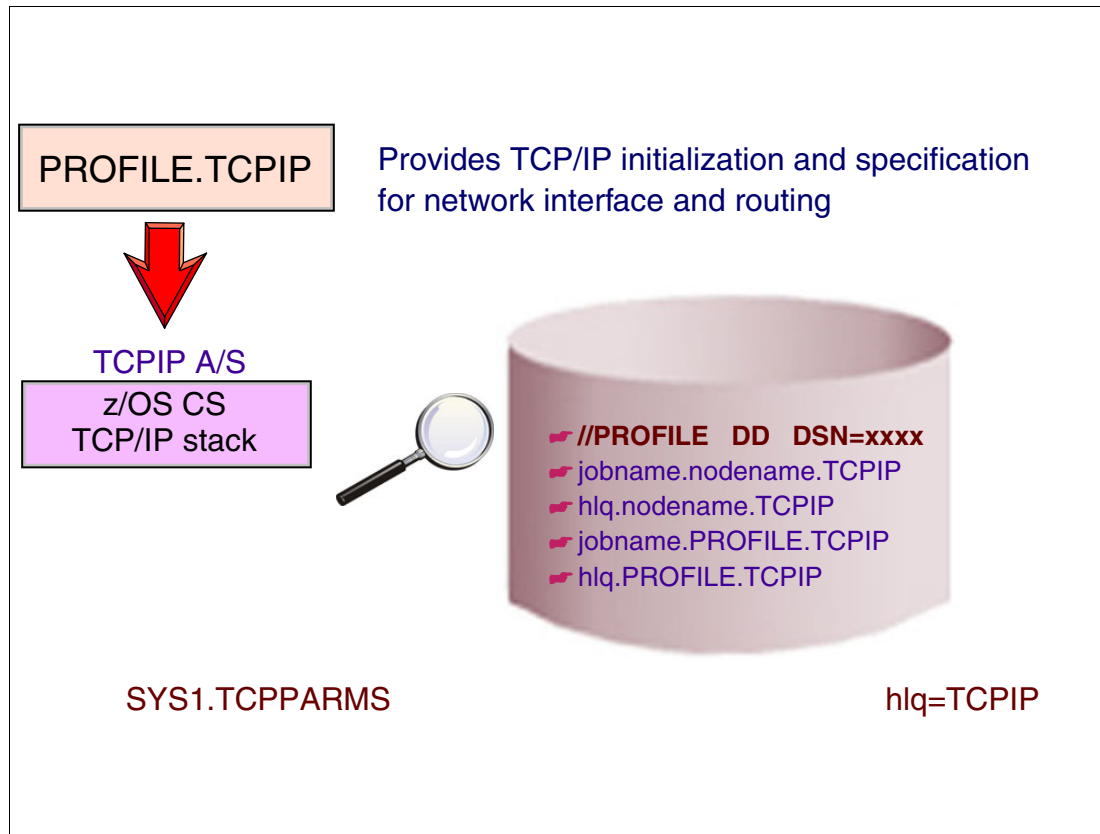 PROFILE.TCPIP
Provides TCP/IP initialization and specification
for network interface and routing
TCPIP A/S
z/OS CS
TCP/IP stack
//PROFILE DD DSN=xxxx
jobname.nodename.TCPIP
hlq.nodename.TCPIP
jobname.PROFILE.TCPIP
hlq.PROFILE.TCPIP
SYS1.TCPPARMS
hlq=TCPIP